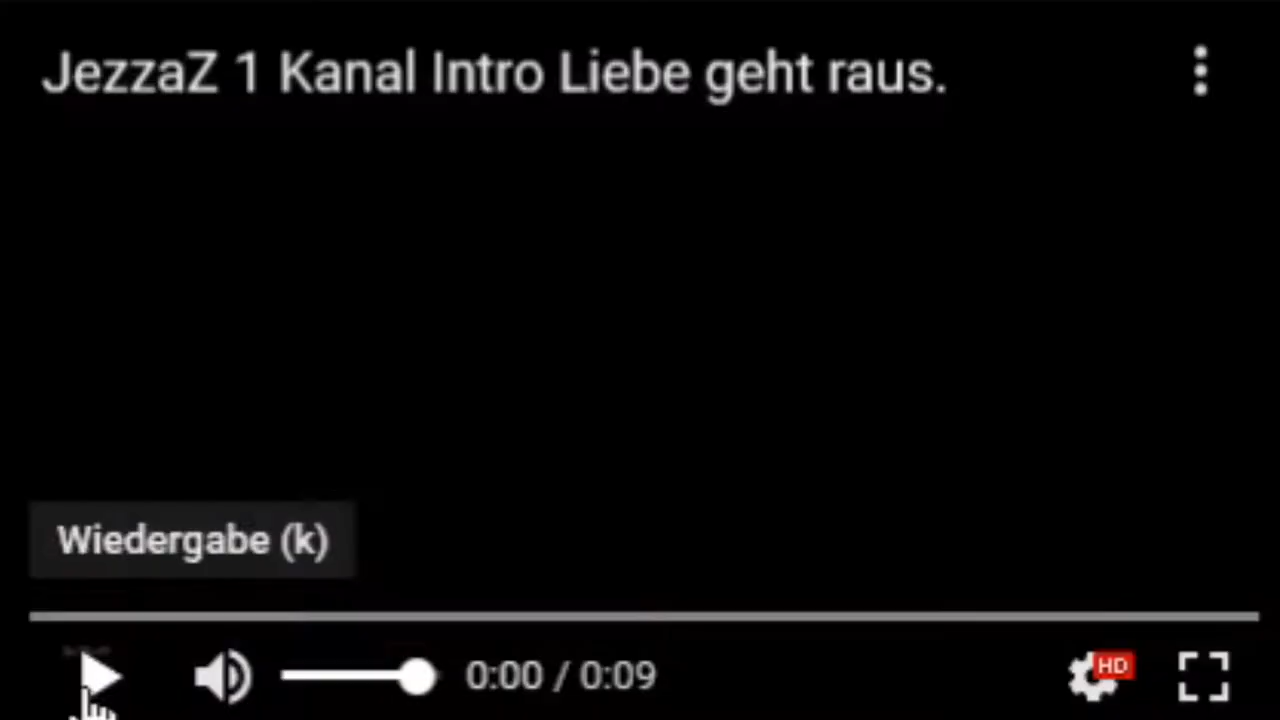 JezzaZ 1 Kanal Intro Liebe geht raus.
Wiedergabe (k)
0:00 / 0:09
HD